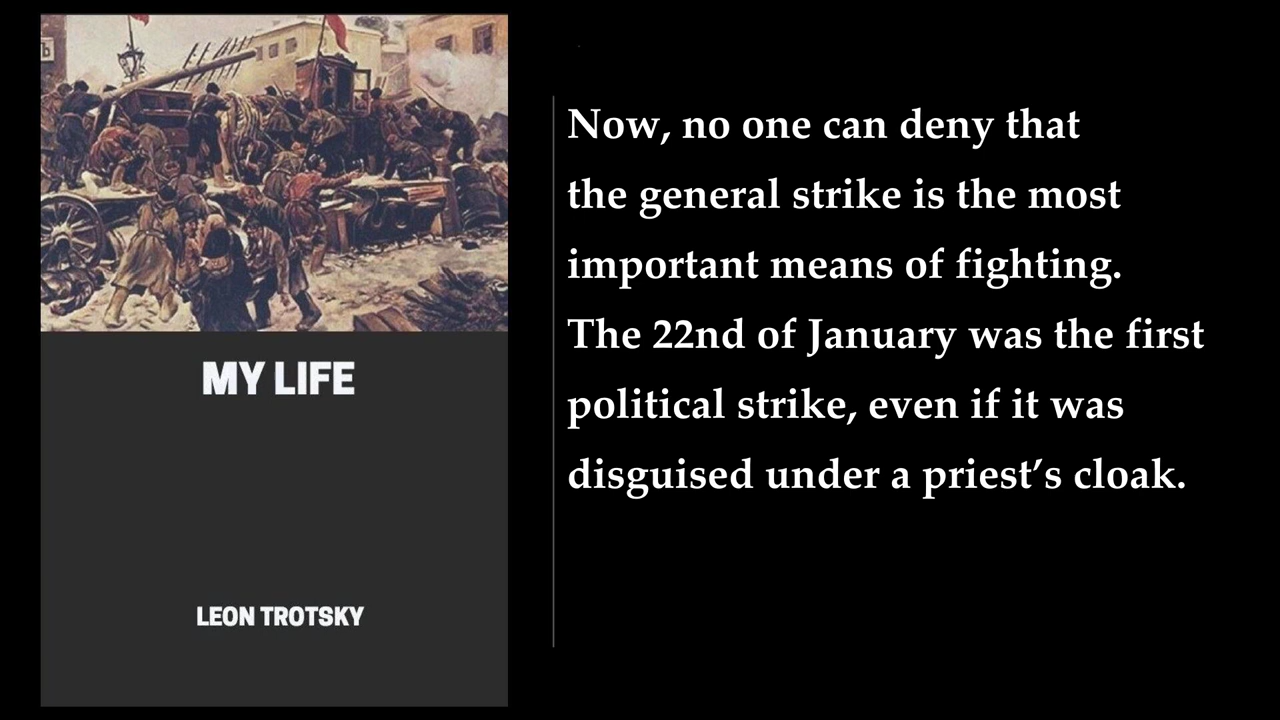 MY LIFE
LEON TROTSKY
Now, no one can deny that
the general strike is the most
important means of fighting.
The 22nd of January was the first
political strike, even if it was
disguised under a priest’s cloak.